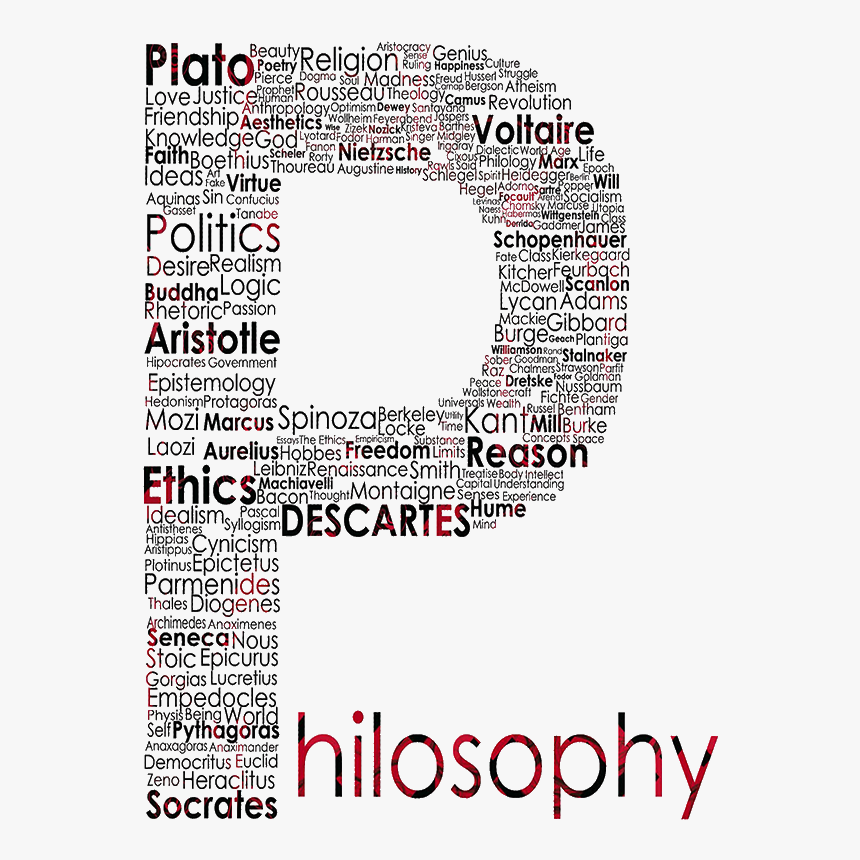 Plato Beauty Religion Aristocracy Genius
Poetry Sense Ruling Happiness Culture
Pierce Dogma Soul Madness Freud Husserl Struggle
Love Justice Prophet Human Rousseau Theology Carnap Bergson Atheism
Anthropology Optimism Dewey Santayana Camus Revolution
Friendship Aesthetics Wollheim Feyerabend Jaspers Voltaire
Wise Zizek Nozick Kristeva Barthes
Knowledge God Lyotard Fodor Harman Singer Midgley
Faith Boethius Scheler Fanon Nietzsche Irigaray Dialectic World Age Life
Rorty Cixous Philology Marx Epoch
Ideas Art Thoureau Augustine History Rawls Said
Fake Virtue Schlegel Spirit Heidegger Berlin Will
Aquinas Sin Confucius Hegel Adorno Sartre Popper
Gasset Tanabe Levinas Focault Arendt Socialism
Naess Chomsky Marcuse Utopia
Politics Kuhn Habermas Wittgenstein Class
Derrida Gadamer James
Schopenhauer
Desire Realism Fate Class Kierkegaard
Logic Kitcher Feurbach
Buddha McDowell Scanlon
Rhetoric Passion Lycan Adams
Mackie Gibbard
Aristotle Burge Geach Plantiga
Williamson Rand Stalnaker
Hipocrates Government Sober Goodman
Raz Chalmers Strawson Parfit
Epistemology Peace Dretske Fodor Goldman
Wollstonecraft Nussbaum
Hedonism Protagoras Universals Wealth Fichte Gender
Mozi Marcus Spinoza Berkeley Utility Kant Russel Bentham
Locke Time Mill Burke
Laozi Aurelius Essays The Ethics Empiricism Substance Concepts Space
Hobbes Freedom Limits Reason
Leibniz Renaissance Smith Treatise Body Intellect
Ethics Machiavelli Capital Understanding
Bacon Thought Montaigne Senses Experience
Idealism Pascal DESCARTES Hume
Syllogism Mind
Antisthenes
Hippias Cynicism
Aristippus
Plotinus Epictetus
Parmenides
Thales Diogenes
Archimedes Anaximenes
Seneca Nous
Stoic Epicurus
Gorgias Lucretius
Empedocles
Physis Being World
Self Pythagoras
Anaxagoras Anaximander
Democritus Euclid
Zeno Heraclitus
Socrates
hilosophy